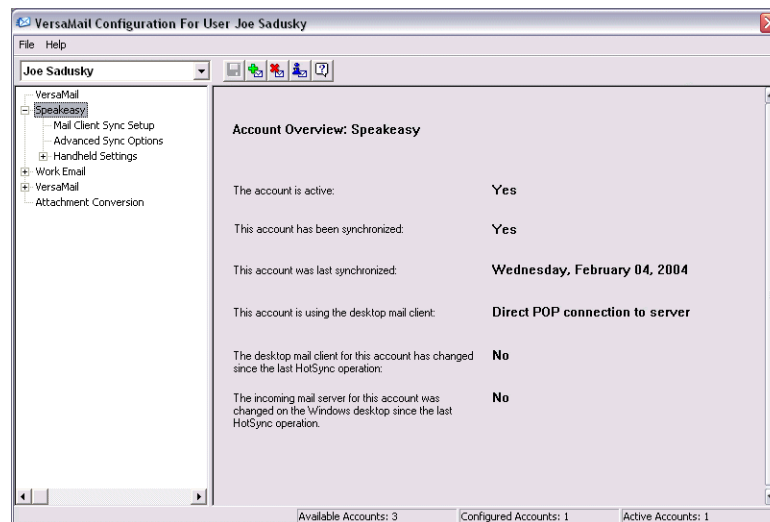 VersaMail Configuration For User Joe Sadusky
File Help
Joe Sadusky
VersaMail
Speakeasy
Mail Client Sync Setup
Advanced Sync Options
Handheld Settings
Work Email
VersaMail
Attachment Conversion
Account Overview: Speakeasy
The account is active: Yes
This account has been synchronized: Yes
This account was last synchronized: Wednesday, February 04, 2004
This account is using the desktop mail client: Direct POP connection to server
The desktop mail client for this account has changed No
since the last HotSync operation:
The incoming mail server for this account was No
changed on the Windows desktop since the last
HotSync operation.
Available Accounts: 3 Configured Accounts: 1 Active Accounts: 1